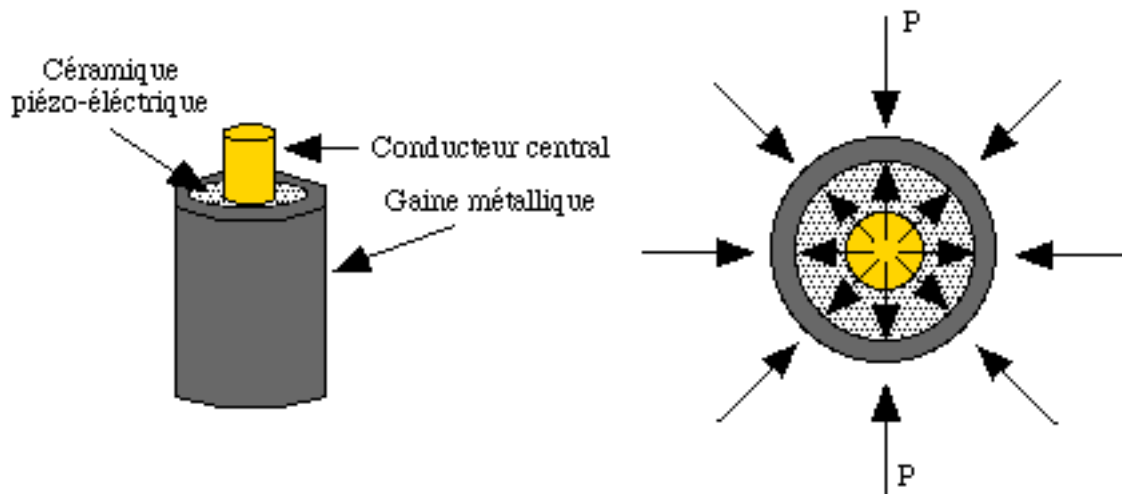 Céramique
piézo-éléctrique
Conducteur central
Gaine métallique
P
P